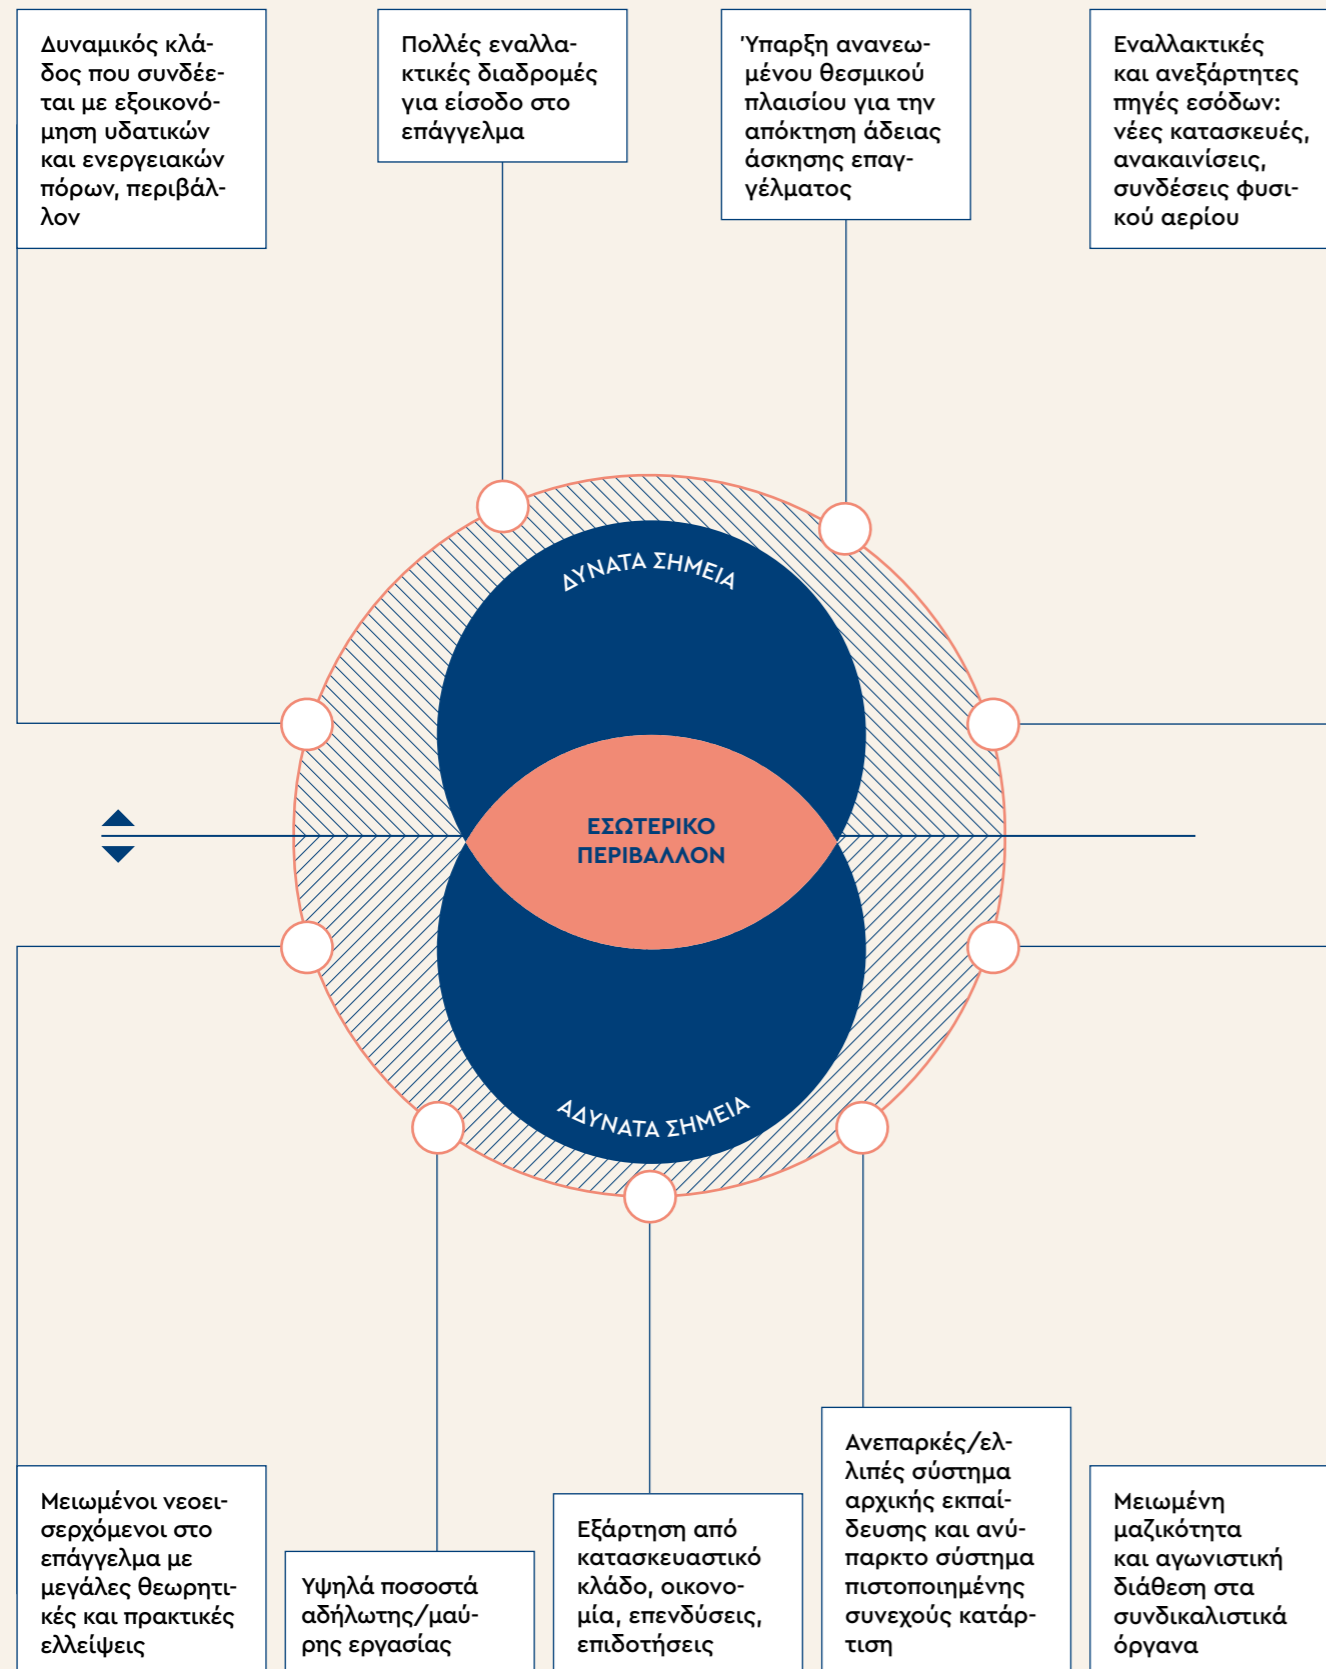 Δυναμικός κλά-
δος που συνδέε-
ται με εξοικονό-
μηση υδατικών
και ενεργειακών
πόρων, περιβάλ-
λον
Πολλές εναλλα-
κτικές διαδρομές
για είσοδο στο
επάγγελμα
Ύπαρξη ανανεω-
μένου θεσμικού
πλαισίου για την
απόκτηση άδειας
άσκησης επαγ-
γέλματος
Εναλλακτικές
και ανεξάρτητες
πηγές εσόδων:
νέες κατασκευές,
ανακαινίσεις,
συνδέσεις φυσι-
κού αερίου
ΔΥΝΑΤΑ ΣΗΜΕΙΑ
ΕΣΩΤΕΡΙΚΟ
ΠΕΡΙΒΑΛΛΟΝ
ΑΔΥΝΑΤΑ ΣΗΜΕΙΑ
Μειωμένοι νεοει-
σερχόμενοι στο
επάγγελμα με
μεγάλες θεωρητι-
κές και πρακτικές
ελλείψεις
Υψηλά ποσοστά
αδήλωτης/μαύ-
ρης εργασίας
Εξάρτηση από
κατασκευαστικό
κλάδο, οικονο-
μία, επενδύσεις,
επιδοτήσεις
Ανεπαρκές/ελ-
λιπές σύστημα
αρχικής εκπαί-
δευσης και ανύ-
παρκτο σύστημα
πιστοποιημένης
συνεχούς κατάρ-
τιση
Μειωμένη
μαζικότητα
και αγωνιστική
διάθεση στα
συνδικαλιστικά
όργανα